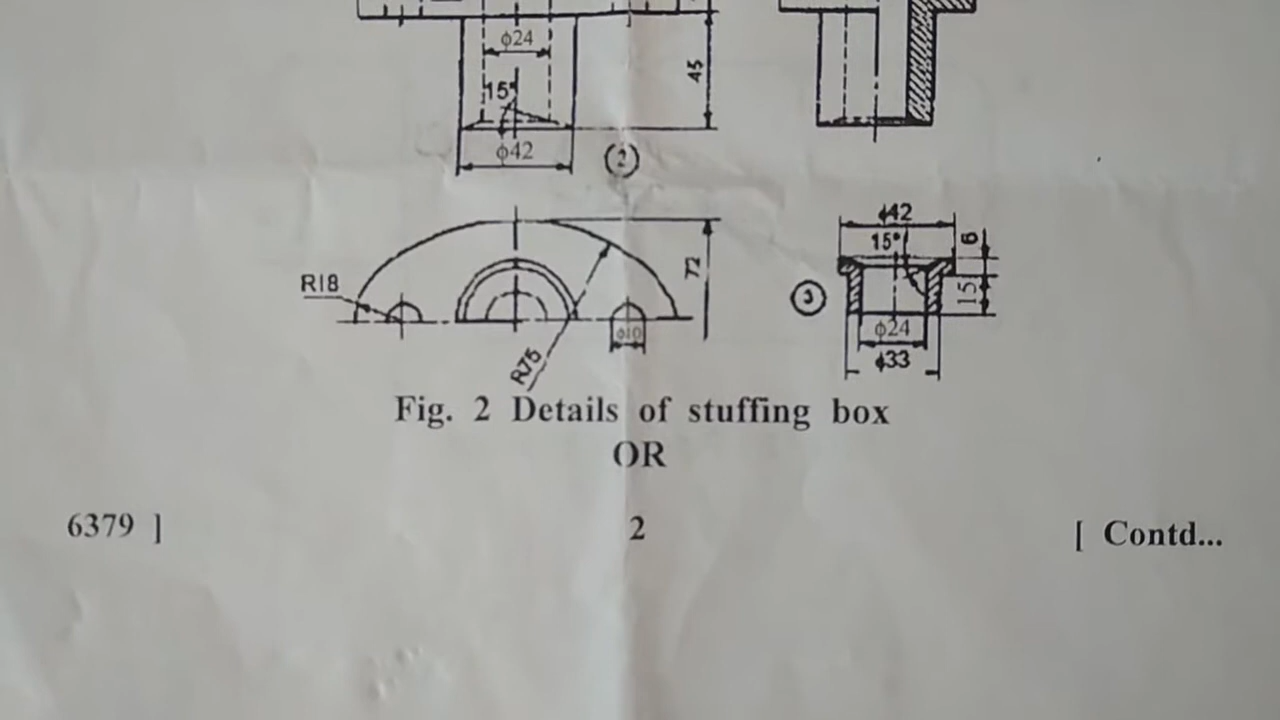 ϕ24
45
15°
ϕ42
2
ϕ42
15°
6
72
R18
3
15
ϕ10
ϕ24
R75
ϕ33
Fig. 2 Details of stuffing box
OR
6379 ]
2
[ Contd...